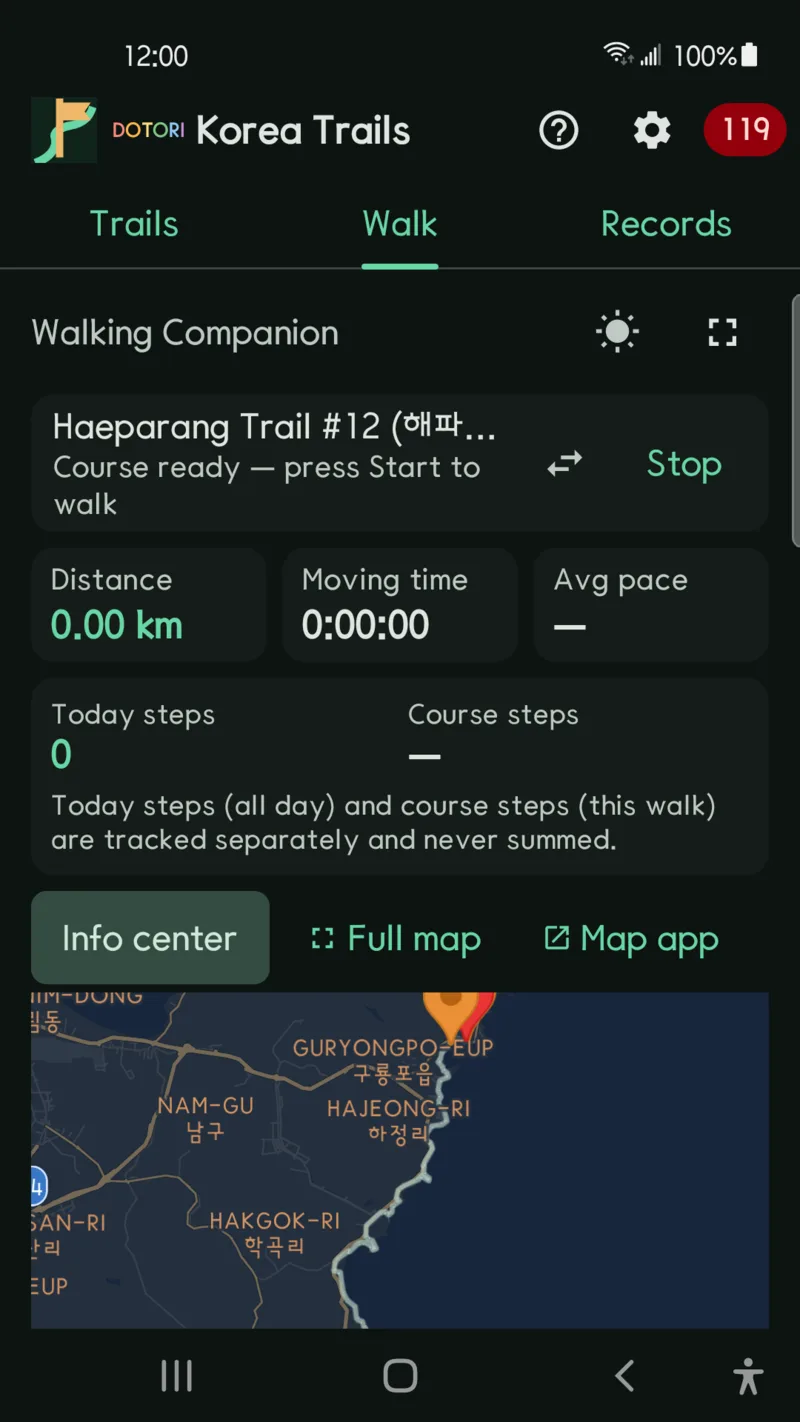 12:00
100%
DOTORI Korea Trails
119
Trails
Walk
Records
Walking Companion
Haeparang Trail #12 (해파...
Course ready — press Start to
walk
Stop
Distance
0.00 km
Moving time
0:00:00
Avg pace
—
Today steps
0
Course steps
—
Today steps (all day) and course steps (this walk)
are tracked separately and never summed.
Info center
Full map
Map app
GURYONGPO-EUP
구룡포읍
NAM-GU
남구
HAJEONG-RI
하정리
4
SAN-RI
HAKGOK-RI
학곡리
EUP